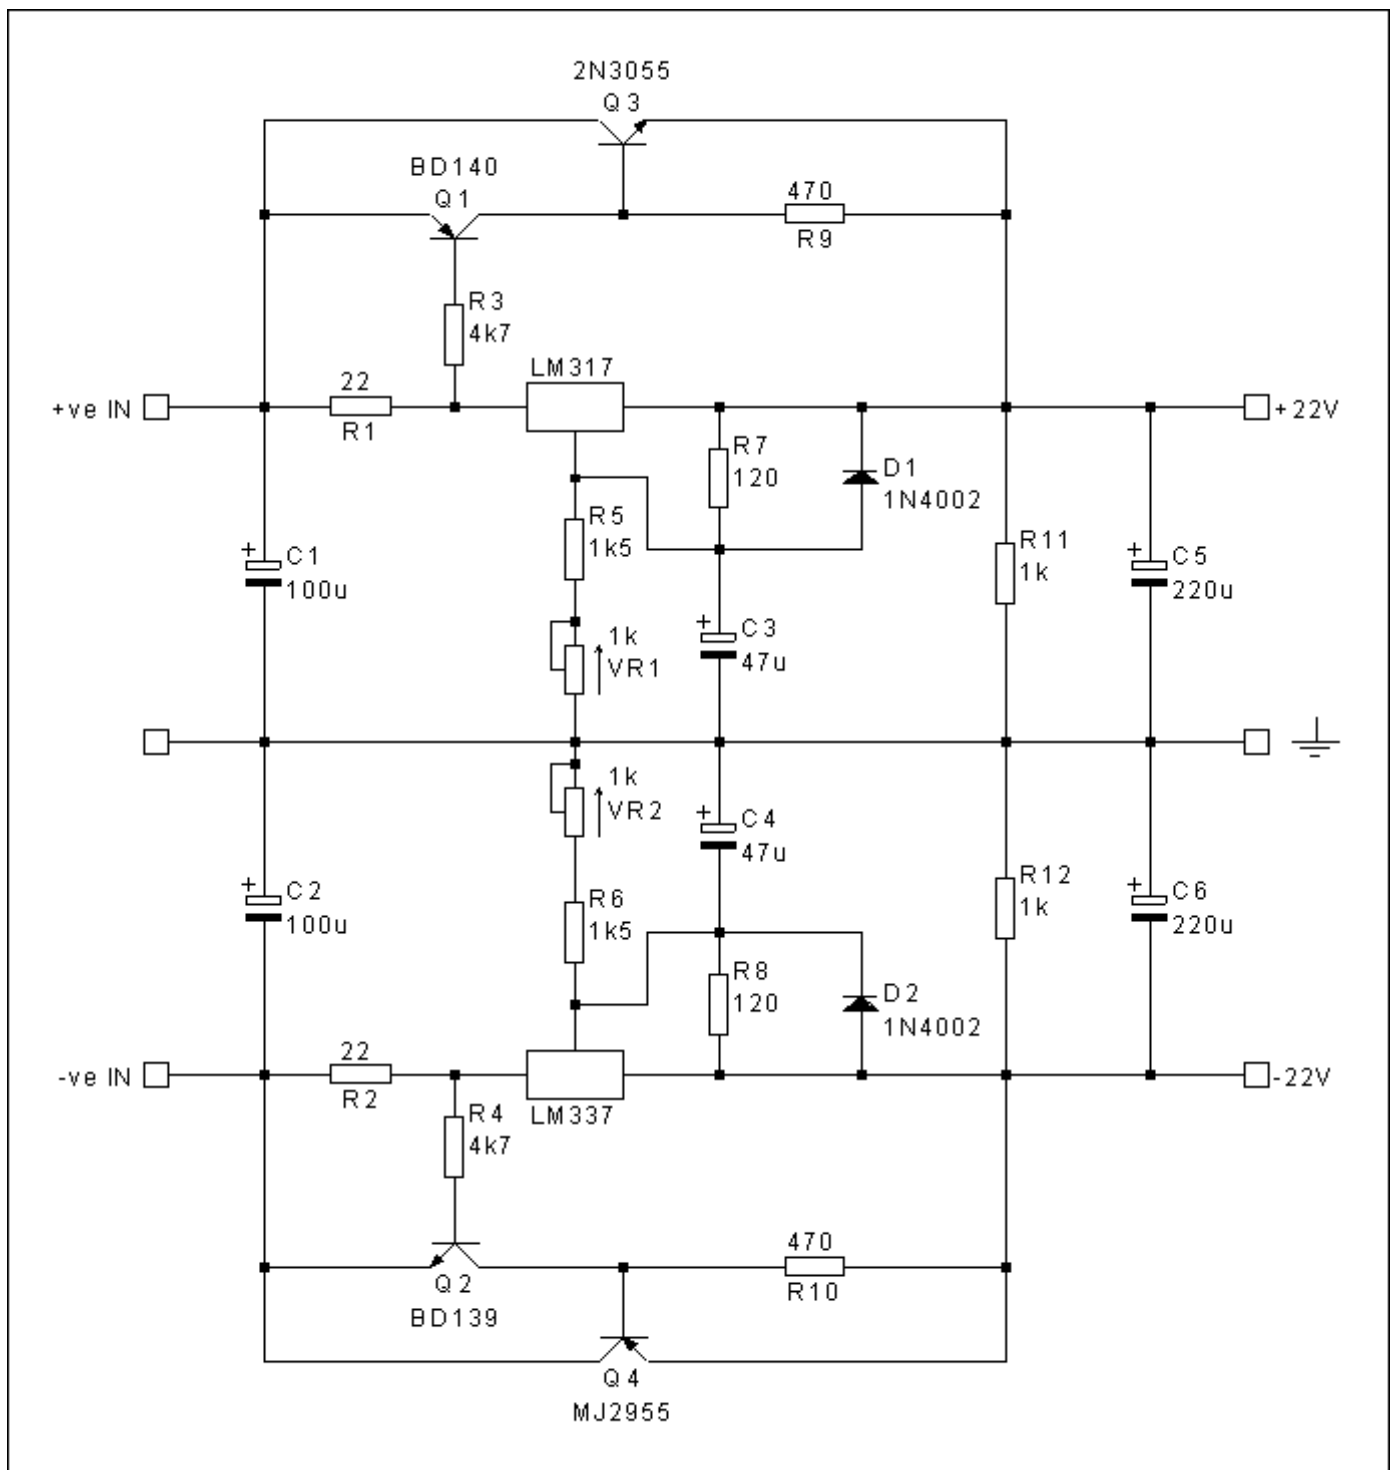 2N3055
Q3
BD140
Q1
470
R9
R3
4k7
LM317
22
+ve IN
R1
+22V
R7
120
D1
1N4002
R5
1k5
R11
1k
+
C1
100u
+
C5
220u
1k
VR1
+
C3
47u
1k
VR2
+
C4
47u
R12
1k
+
C2
100u
R6
1k5
+
C6
220u
R8
120
D2
1N4002
22
-ve IN
R2
-22V
R4
4k7
LM337
470
R10
Q2
BD139
Q4
MJ2955